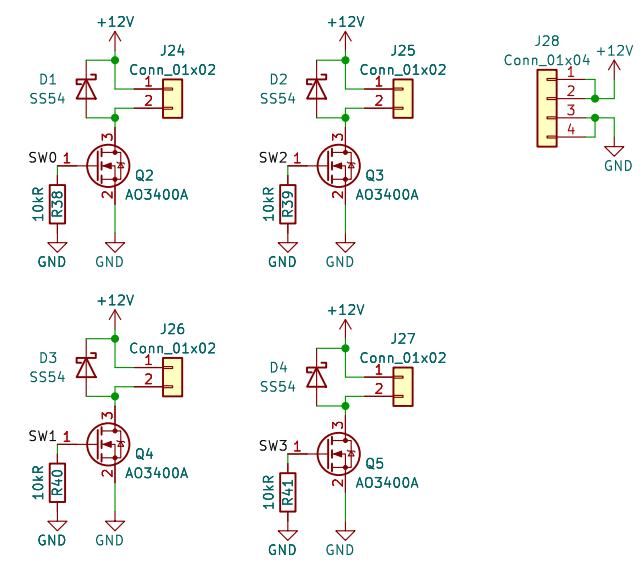 +12V
J24
Conn_01x02
D1
SS54
1
2
3
SW0
1
Q2
AO3400A
2
10kR
R38
GND
GND
+12V
J25
Conn_01x02
D2
SS54
1
2
3
SW2
1
Q3
AO3400A
2
10kR
R39
GND
GND
J28
Conn_01x04
+12V
1
2
3
4
GND
+12V
J26
Conn_01x02
D3
SS54
1
2
3
SW1
1
Q4
AO3400A
2
10kR
R40
GND
GND
+12V
J27
Conn_01x02
D4
SS54
1
2
3
SW3
1
Q5
AO3400A
2
10kR
R41
GND
GND